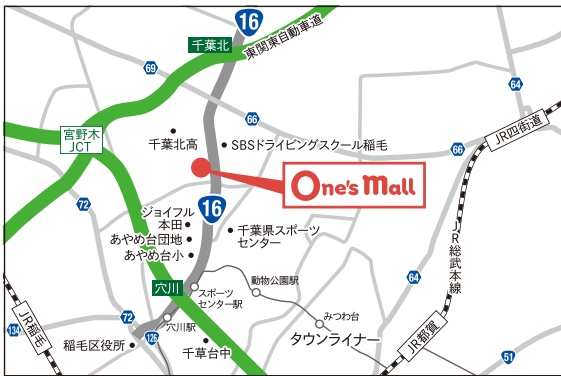 16
千葉北
東関東自動車道
69
64
66
宮野木
JCT
千葉北高
SBSドライビングスクール稲毛
66
JR四街道
One's Mall
72
ジョイフル
本田
16
あやめ台団地
千葉県スポーツ
センター
あやめ台小
JR総武本線
64
穴川
スポーツ
センター駅
動物公園駅
72
みつわ台
134
JR稲毛
穴川駅
126
タウンライナー
JR都賀
稲毛区役所
千草台中
51